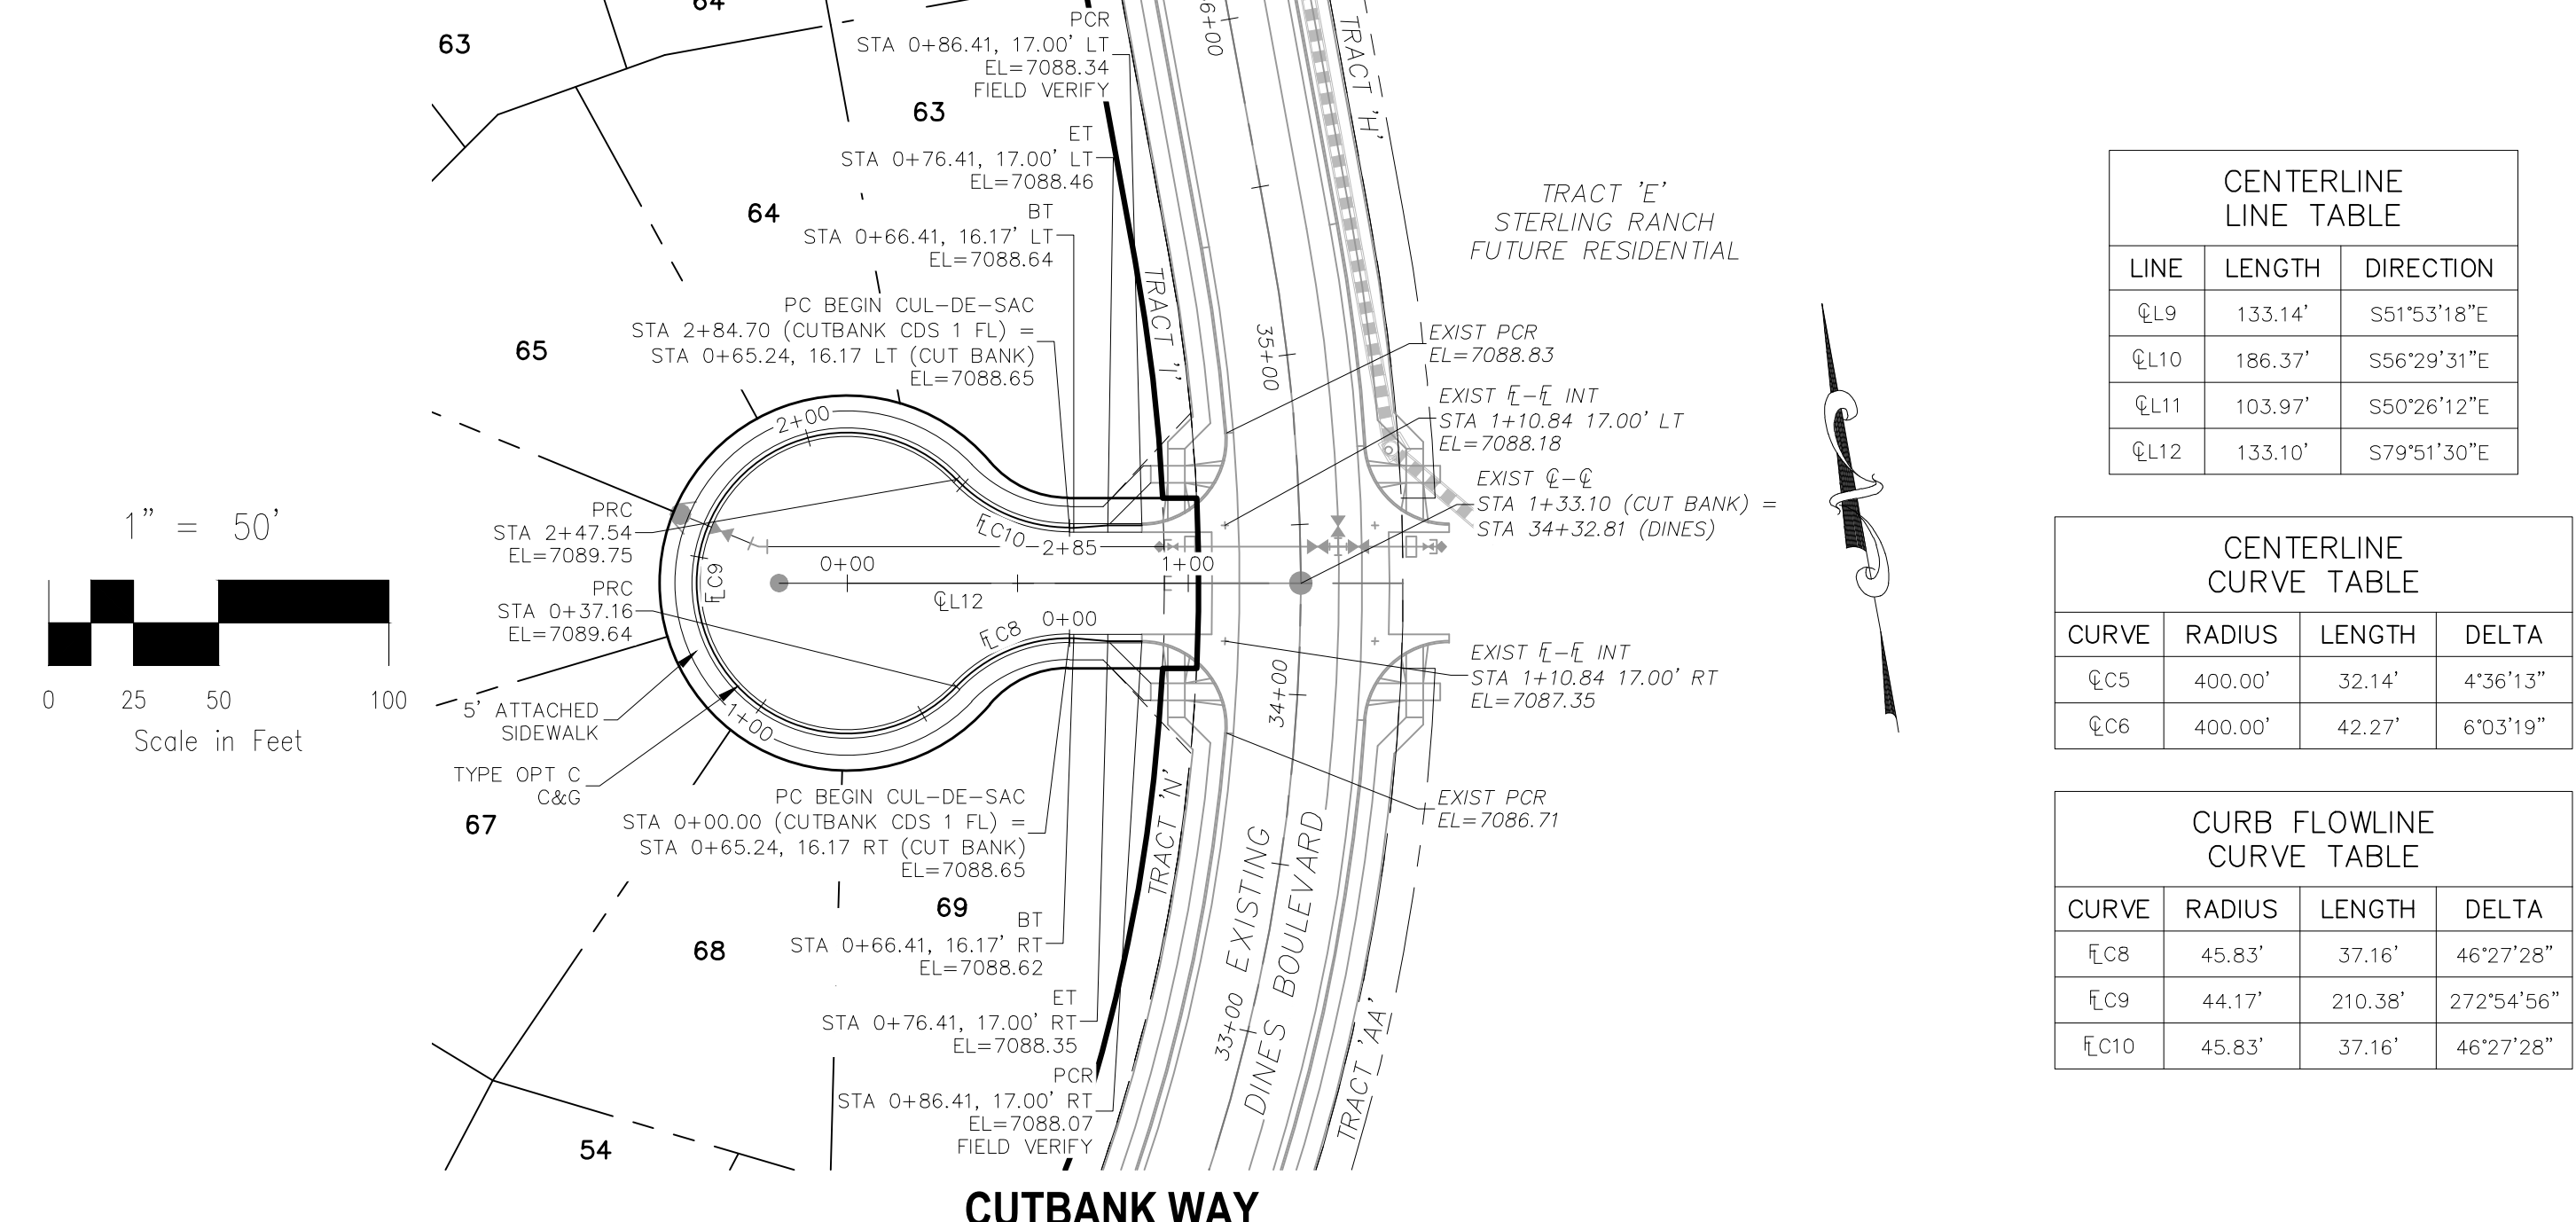 64
63
PCR
STA 0+86.41, 17.00' LT
EL=7088.34
FIELD VERIFY
63
ET
STA 0+76.41, 17.00' LT
EL=7088.46
64
BT
STA 0+66.41, 16.17' LT
EL=7088.64
PC BEGIN CUL-DE-SAC
STA 2+84.70 (CUTBANK CDS 1 FL) =
STA 0+65.24, 16.17 LT (CUT BANK)
EL=7088.65
65
6+00
TRACT 'H'
TRACT 'I'
35+00
TRACT 'E'
STERLING RANCH
FUTURE RESIDENTIAL
EXIST PCR
EL=7088.83
EXIST FL-FL INT
STA 1+10.84 17.00' LT
EL=7088.18
EXIST CL-CL
STA 1+33.10 (CUT BANK) =
STA 34+32.81 (DINES)
2+00
PRC
STA 2+47.54
EL=7089.75
PRC
STA 0+37.16
EL=7089.64
FLC10
2+85
0+00
1+00
FLC9
CLL12
0+00
FLC8
1+00
1" = 50'
0 25 50 100
Scale in Feet
5' ATTACHED
SIDEWALK
TYPE OPT C
C&G
67
PC BEGIN CUL-DE-SAC
STA 0+00.00 (CUTBANK CDS 1 FL) =
STA 0+65.24, 16.17 RT (CUT BANK)
EL=7088.65
69
68
BT
STA 0+66.41, 16.17' RT
EL=7088.62
ET
STA 0+76.41, 17.00' RT
EL=7088.35
PCR
STA 0+86.41, 17.00' RT
EL=7088.07
FIELD VERIFY
54
34+00
TRACT 'N'
EXIST FL-FL INT
STA 1+10.84 17.00' RT
EL=7087.35
EXIST PCR
EL=7086.71
33+00
EXISTING
DINES BOULEVARD
TRACT 'AA'
CENTERLINE
LINE TABLE
LINE LENGTH DIRECTION
CLL9 133.14' S51°53'18"E
CLL10 186.37' S56°29'31"E
CLL11 103.97' S50°26'12"E
CLL12 133.10' S79°51'30"E
CENTERLINE
CURVE TABLE
CURVE RADIUS LENGTH DELTA
CLC5 400.00' 32.14' 4°36'13"
CLC6 400.00' 42.27' 6°03'19"
CURB FLOWLINE
CURVE TABLE
CURVE RADIUS LENGTH DELTA
FLC8 45.83' 37.16' 46°27'28"
FLC9 44.17' 210.38' 272°54'56"
FLC10 45.83' 37.16' 46°27'28"
CUTBANK WAY